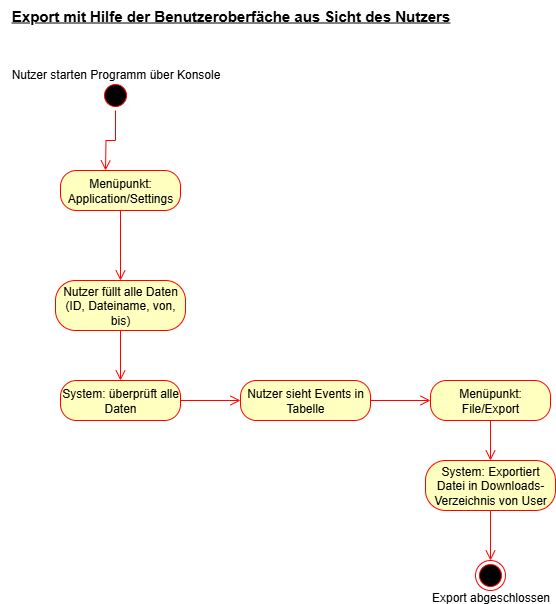 Export mit Hilfe der Benutzeroberfäche aus Sicht des Nutzers
Nutzer starten Programm über Konsole
Menüpunkt:
Application/Settings
Nutzer füllt alle Daten
(ID, Dateiname, von,
bis)
System: überprüft alle
Daten
Nutzer sieht Events in
Tabelle
Menüpunkt:
File/Export
System: Exportiert
Datei in Downloads-
Verzeichnis von User
Export abgeschlossen